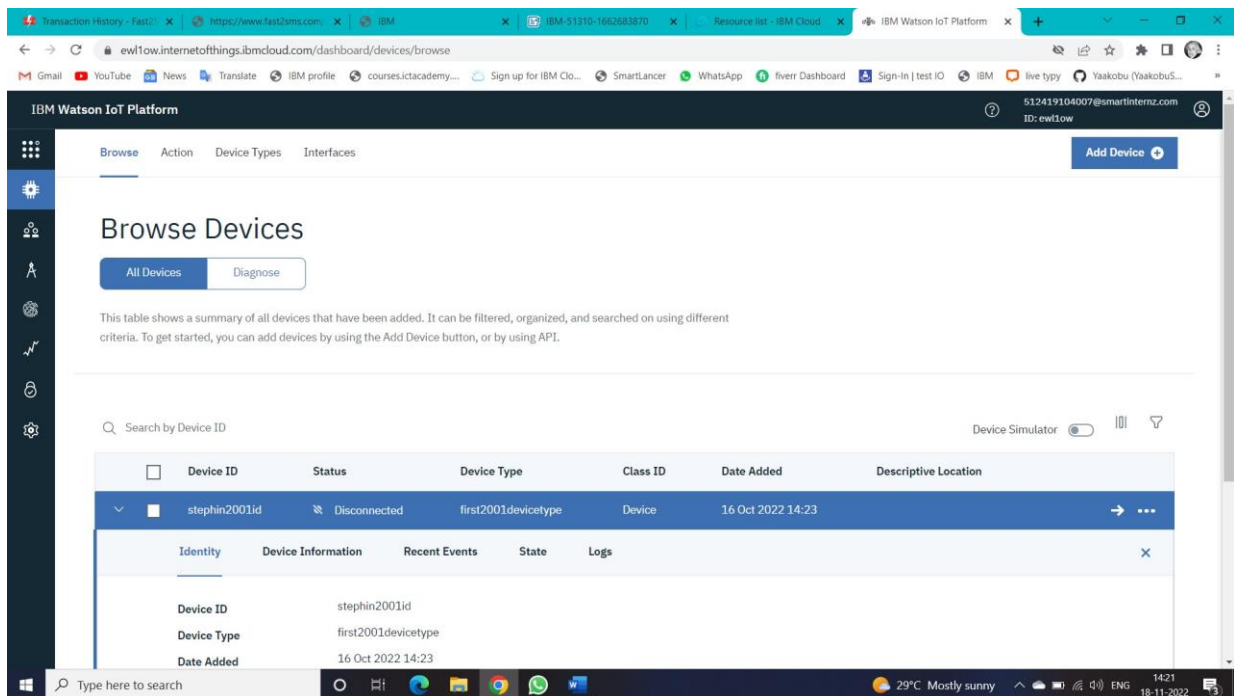 Transaction History - Fast2S
https://www.fast2sms.com
IBM
IBM-51310-1662683870
Resource list - IBM Cloud
IBM Watson IoT Platform
ewl1ow.internetofthings.ibmcloud.com/dashboard/devices/browse
Gmail YouTube News Translate IBM profile courses.ictacademy.... Sign up for IBM Clo... SmartLancer WhatsApp fiverr Dashboard Sign-In | test IO IBM live typy Yaakobu (YaakobuS... »
IBM Watson IoT Platform
512419104007@smartinternz.com
ID: ewl1ow
Browse Action Device Types Interfaces Add Device
Browse Devices
All Devices Diagnose
This table shows a summary of all devices that have been added. It can be filtered, organized, and searched on using different
criteria. To get started, you can add devices by using the Add Device button, or by using API.
Search by Device ID Device Simulator
Device ID Status Device Type Class ID Date Added Descriptive Location
stephin2001id Disconnected first2001devicetype Device 16 Oct 2022 14:23
Identity Device Information Recent Events State Logs
Device ID stephin2001id
Device Type first2001devicetype
Date Added 16 Oct 2022 14:23
Type here to search 29°C Mostly sunny ENG 14:21
18-11-2022